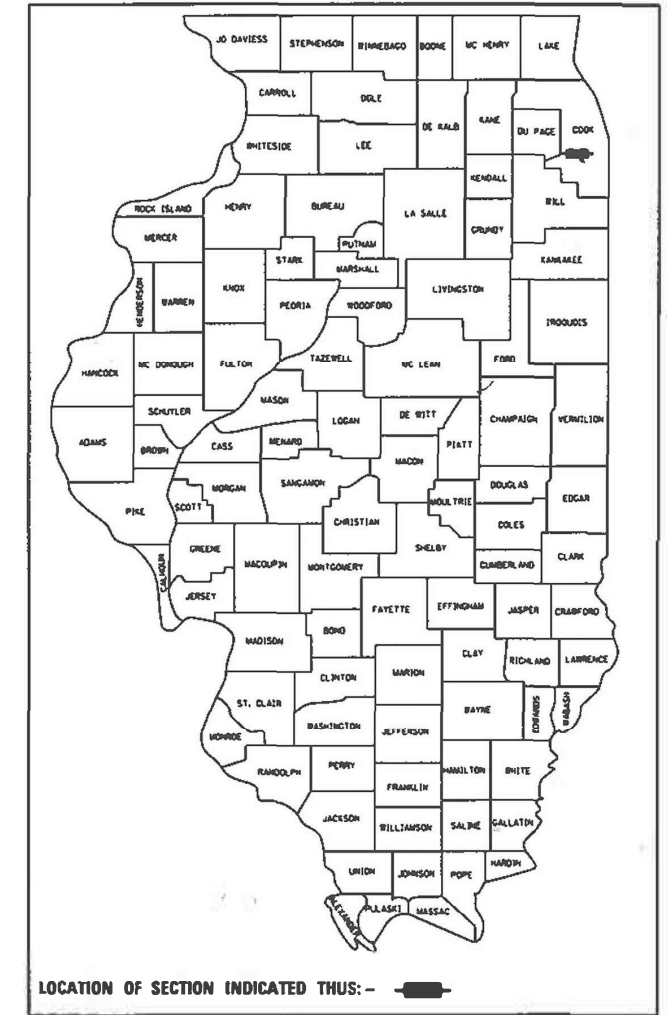 JO DAVIESS STEPHENSON WINNEBAGO BOONE MC HENRY LAKE
CARROLL OGLE
DE KALB KANE DU PAGE COOK
WHITESIDE LEE
KENDALL
ROCK ISLAND HENRY BUREAU LA SALLE WILL
MERCER PUTNAM GRUNDY
STARK MARSHALL KANKAKEE
HENDERSON WARREN KNOX PEORIA WOODFORD LIVINGSTON
IROQUOIS
HANCOCK MC DONOUGH FULTON TAZEWELL MC LEAN FORD
MASON
SCHUYLER LOGAN DE WITT CHAMPAIGN VERMILION
ADAMS BROWN CASS MENARD PIATT
MACON
PIKE SCOTT MORGAN SANGAMON MOULTRIE DOUGLAS EDGAR
CHRISTIAN COLES
CALHOUN GREENE MACOUPIN MONTGOMERY SHELBY CUMBERLAND CLARK
JERSEY FAYETTE EFFINGHAM JASPER CRAWFORD
MADISON BOND
CLAY RICHLAND LAWRENCE
CLINTON MARION
ST. CLAIR WAYNE EDWARDS WABASH
MONROE WASHINGTON JEFFERSON
RANDOLPH PERRY HAMILTON WHITE
FRANKLIN
JACKSON WILLIAMSON SALINE GALLATIN
UNION JOHNSON POPE HARDIN
ALEXANDER PULASKI MASSAC
LOCATION OF SECTION INDICATED THUS: -